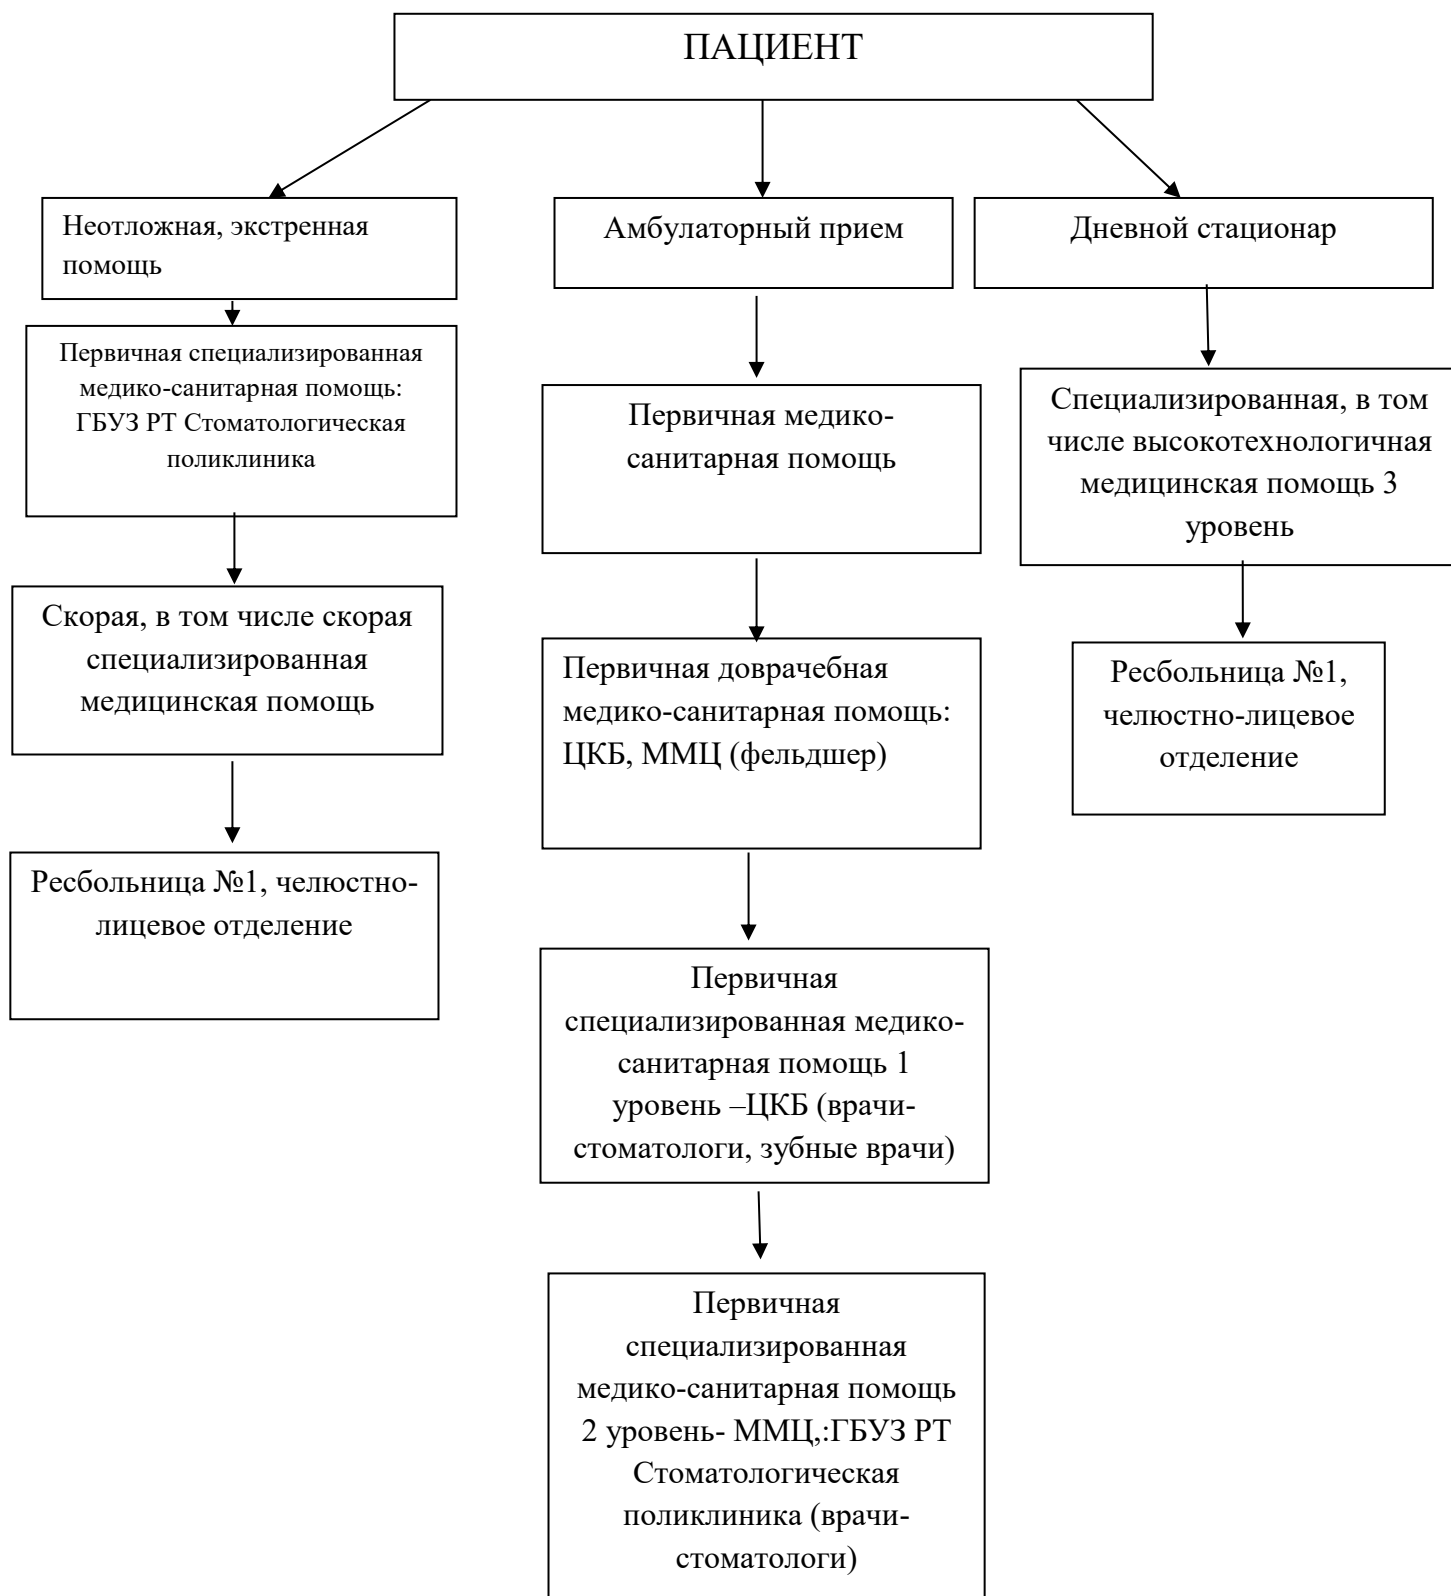 ПАЦИЕНТ
Неотложная, экстренная
помощь
Первичная специализированная
медико-санитарная помощь:
ГБУЗ РТ Стоматологическая
поликлиника
Скорая, в том числе скорая
специализированная
медицинская помощь
Ресбольница №1, челюстно-
лицевое отделение
Амбулаторный прием
Первичная медико-
санитарная помощь
Первичная доврачебная
медико-санитарная помощь:
ЦКБ, ММЦ (фельдшер)
Первичная
специализированная медико-
санитарная помощь 1
уровень –ЦКБ (врачи-
стоматологи, зубные врачи)
Первичная
специализированная
медико-санитарная помощь
2 уровень- ММЦ,:ГБУЗ РТ
Стоматологическая
поликлиника (врачи-
стоматологи)
Дневной стационар
Специализированная, в том
числе высокотехнологичная
медицинская помощь 3
уровень
Ресбольница №1,
челюстно-лицевое
отделение